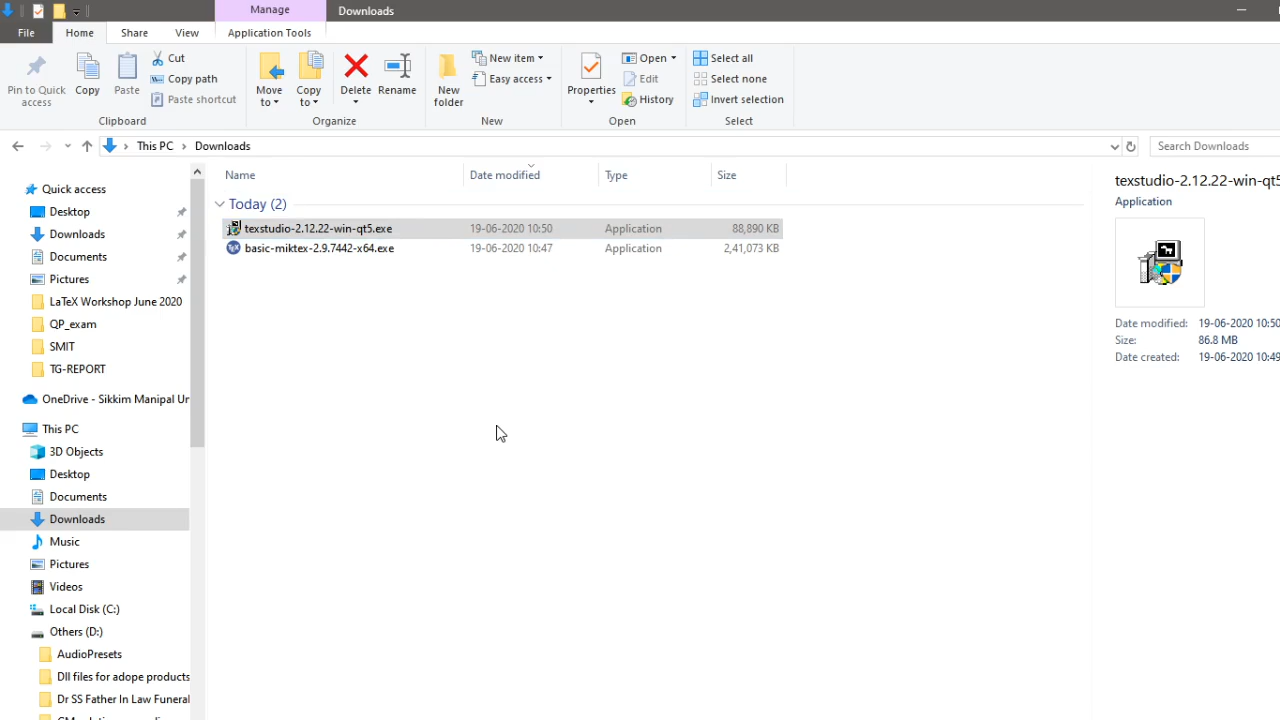 Manage
Downloads
File
Home
Share
View
Application Tools
Pin to Quick access
Copy
Paste
Cut
Copy path
Paste shortcut
Clipboard
Move to
Copy to
Delete
Rename
Organize
New folder
New item
Easy access
New
Properties
Open
Edit
History
Open
Select all
Select none
Invert selection
Select
This PC
Downloads
Search Downloads
Name
Date modified
Type
Size
Today (2)
texstudio-2.12.22-win-qt5.exe 19-06-2020 10:50 Application 88,890 KB
basic-miktex-2.9.7442-x64.exe 19-06-2020 10:47 Application 2,41,073 KB
Quick access
Desktop
Downloads
Documents
Pictures
LaTeX Workshop June 2020
QP_exam
SMIT
TG-REPORT
OneDrive - Sikkim Manipal Un
This PC
3D Objects
Desktop
Documents
Downloads
Music
Pictures
Videos
Local Disk (C:)
Others (D:)
AudioPresets
Dll files for adope products
Dr SS Father In Law Funeral
texstudio-2.12.22-win-qt5
Application
Date modified: 19-06-2020 10:50
Size: 86.8 MB
Date created: 19-06-2020 10:49